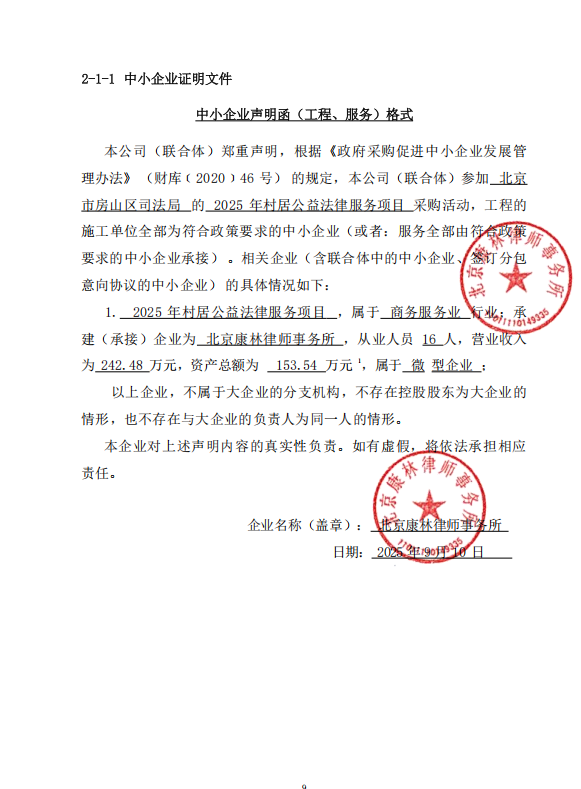 2-1-1 中小企业证明文件
中小企业声明函（工程、服务）格式
本公司（联合体）郑重声明，根据《政府采购促进中小企业发展管
理办法》（财库﹝2020﹞46 号）的规定，本公司（联合体）参加 北京
市房山区司法局 的 2025 年村居公益法律服务项目 采购活动，工程的
施工单位全部为符合政策要求的中小企业（或者：服务全部由符合政策
要求的中小企业承接）。相关企业（含联合体中的中小企业、签订分包
意向协议的中小企业）的具体情况如下：
1. 2025 年村居公益法律服务项目 ，属于 商务服务业 行业；承
建（承接）企业为 北京康林律师事务所 ，从业人员 16 人，营业收入
为 242.48 万元，资产总额为 153.54 万元¹，属于 微 型企业 ；
以上企业，不属于大企业的分支机构，不存在控股股东为大企业的
情形，也不存在与大企业的负责人为同一人的情形。
本企业对上述声明内容的真实性负责。如有虚假，将依法承担相应
责任。
企业名称（盖章）： 北京康林律师事务所
日期： 2025 年 9 月 10 日
北京康林律师事务所
11011110149335
北京康林律师事务所
11011110149335
9